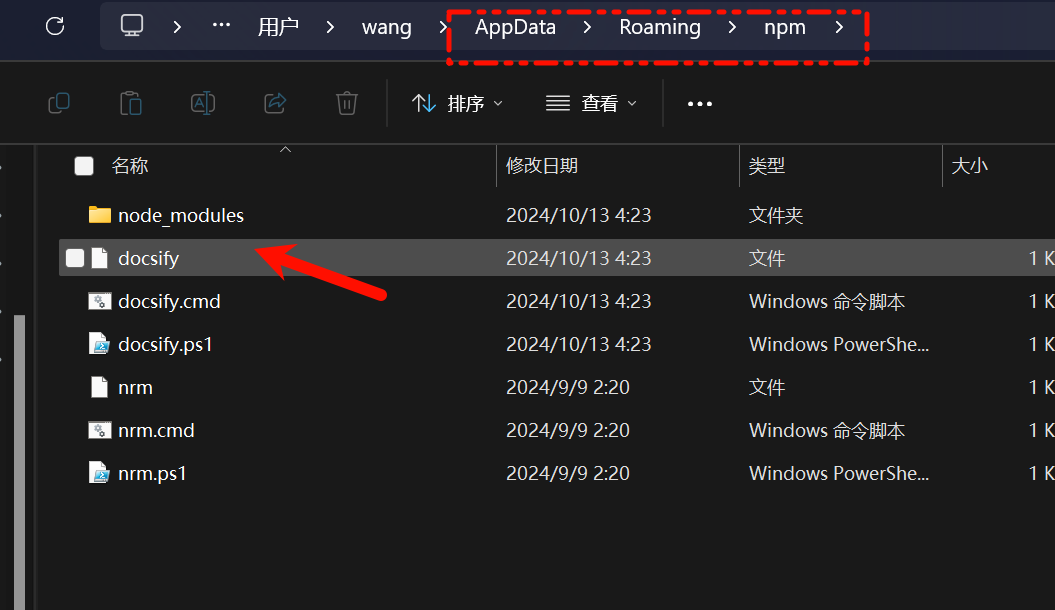 … 用户 wang AppData Roaming npm
排序 查看 …
名称 修改日期 类型 大小
node_modules 2024/10/13 4:23 文件夹
docsify 2024/10/13 4:23 文件 1 K
docsify.cmd 2024/10/13 4:23 Windows 命令脚本 1 K
docsify.ps1 2024/10/13 4:23 Windows PowerShe... 1 K
nrm 2024/9/9 2:20 文件 1 K
nrm.cmd 2024/9/9 2:20 Windows 命令脚本 1 K
nrm.ps1 2024/9/9 2:20 Windows PowerShe... 1 K